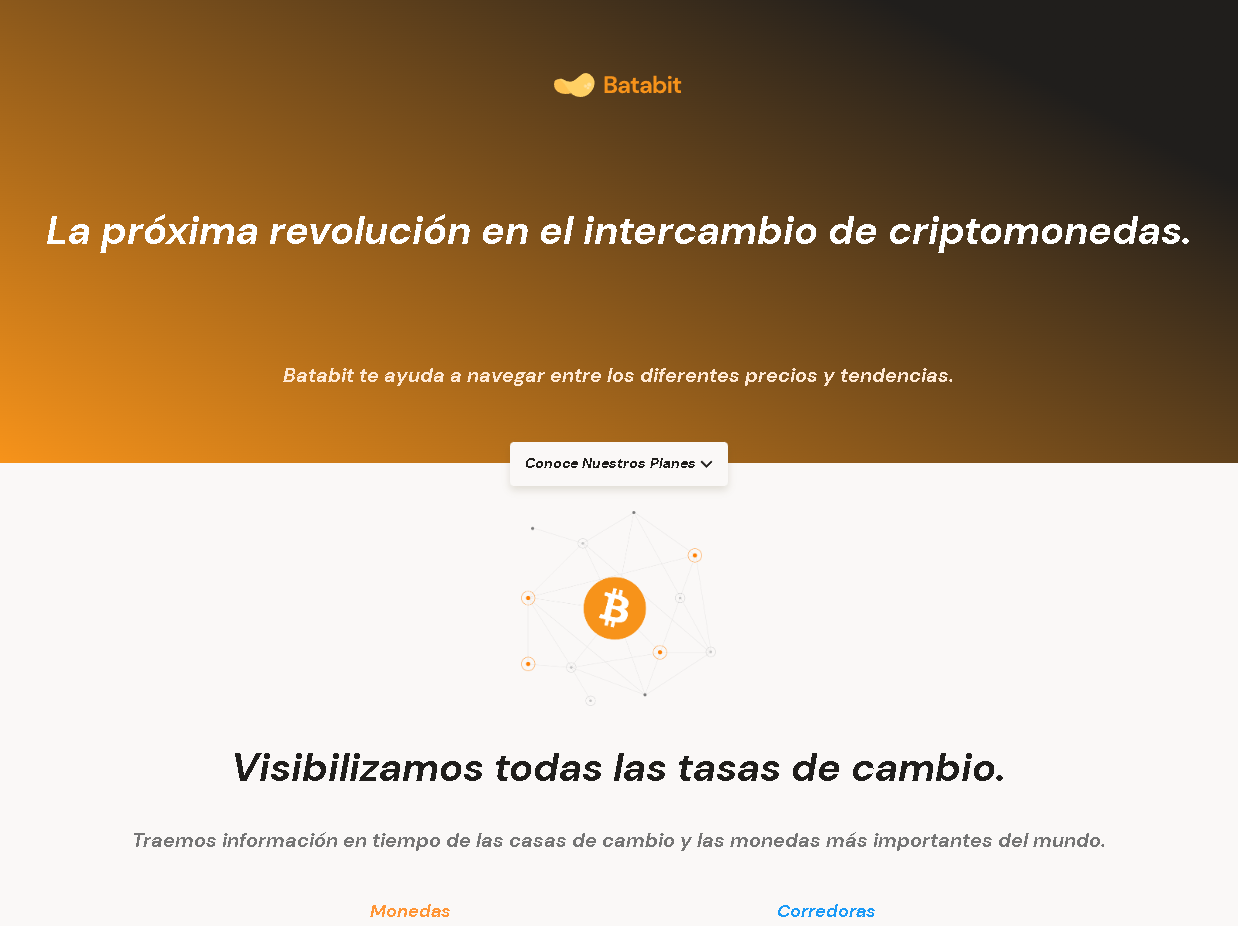 Batabit
La próxima revolución en el intercambio de criptomonedas.
Batabit te ayuda a navegar entre los diferentes precios y tendencias.
Conoce Nuestros Planes
Visibilizamos todas las tasas de cambio.
Traemos información en tiempo de las casas de cambio y las monedas más importantes del mundo.
Monedas
Corredoras